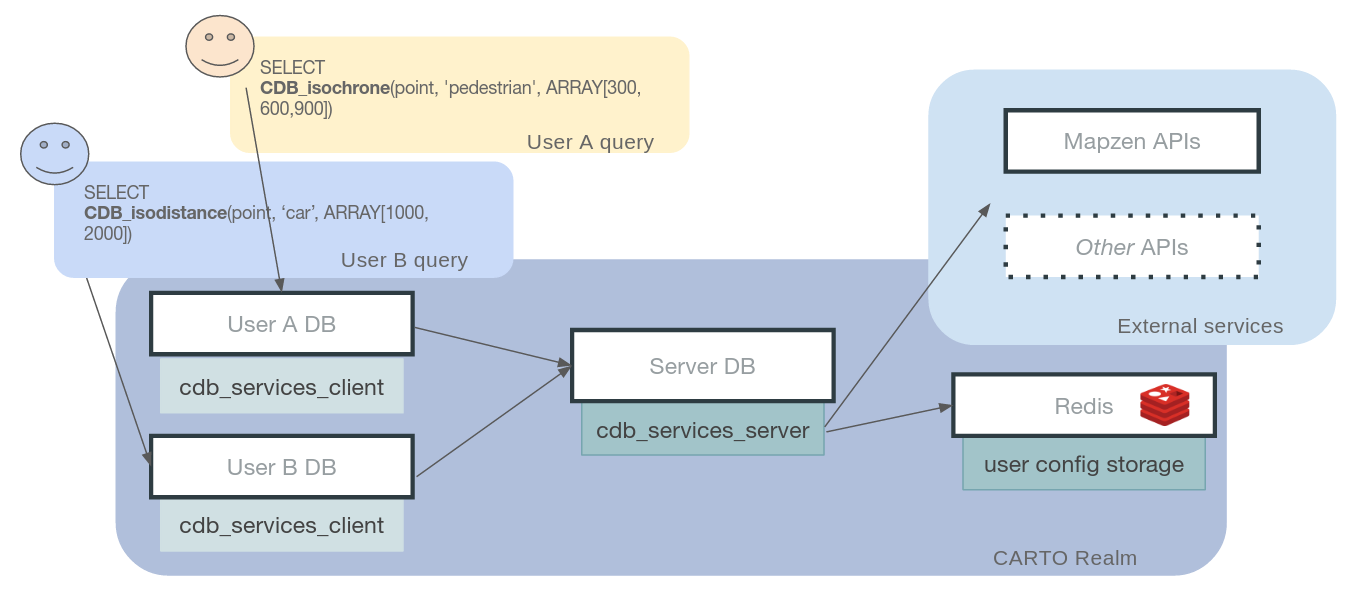 SELECT
CDB_isochrone(point, 'pedestrian', ARRAY[300,
600,900])
User A query
SELECT
CDB_isodistance(point, ‘car’, ARRAY[1000,
2000])
User B query
Mapzen APIs
Other APIs
External services
User A DB
cdb_services_client
User B DB
cdb_services_client
Server DB
cdb_services_server
Redis
user config storage
CARTO Realm